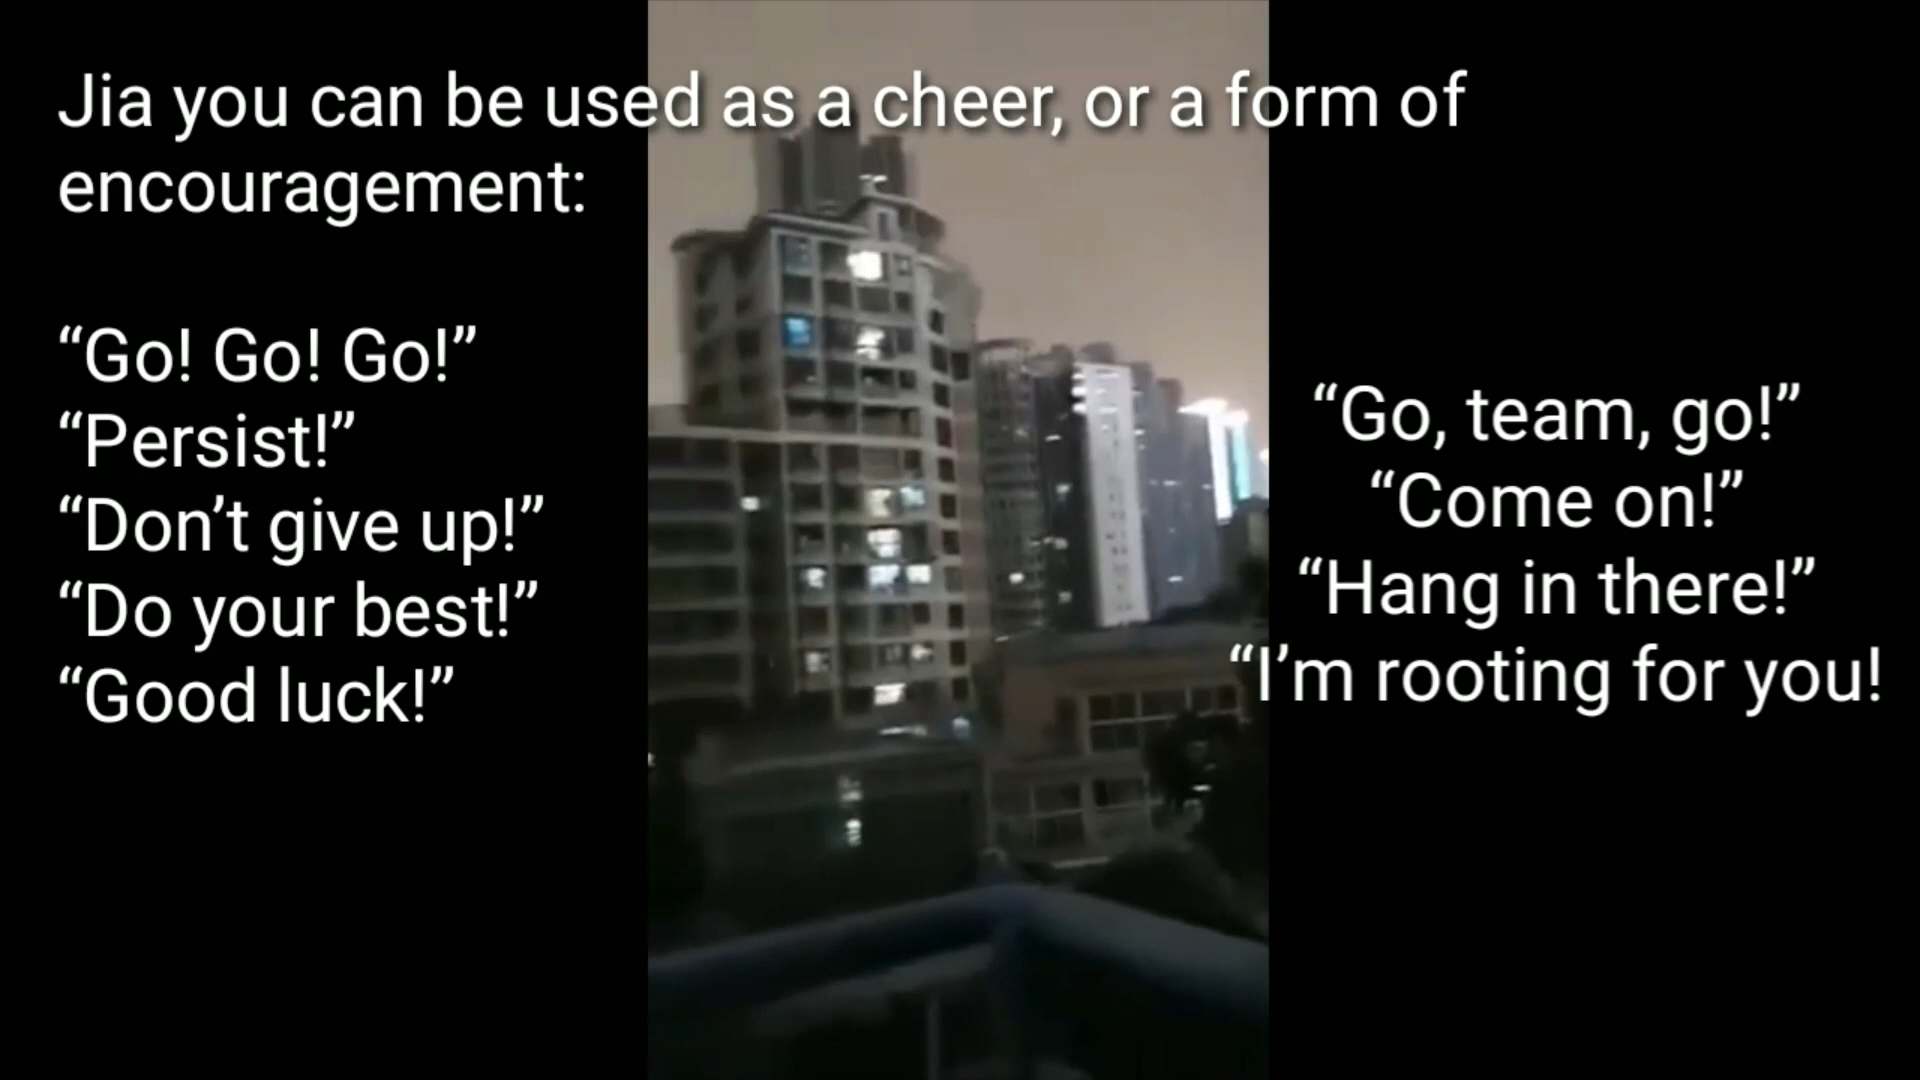 Jia you can be used as a cheer, or a form of
encouragement:
“Go! Go! Go!”
“Persist!”
“Don’t give up!”
“Do your best!”
“Good luck!”
“Go, team, go!”
“Come on!”
“Hang in there!”
“I’m rooting for you!